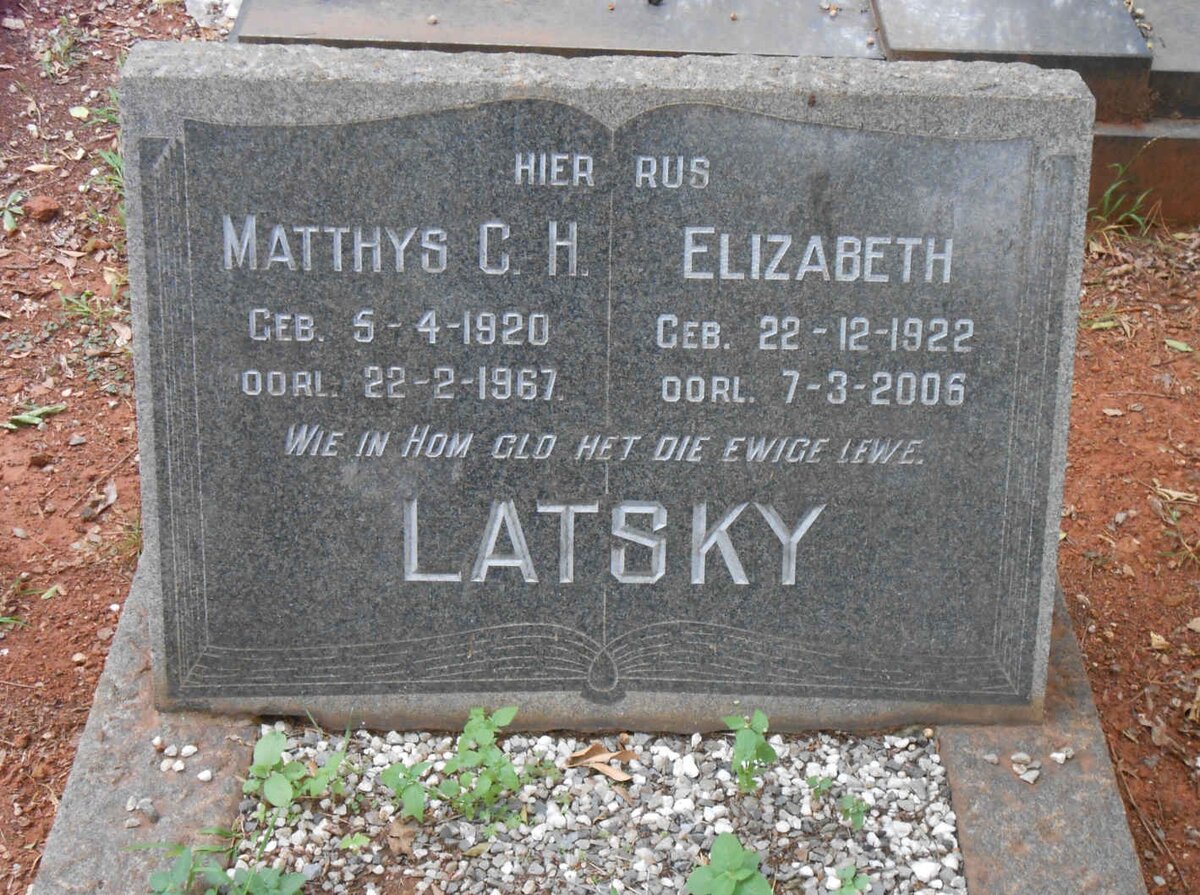 HIER RUS
MATTHYS C. H. ELIZABETH
GEB. 5-4-1920 GEB. 22-12-1922
OORL. 22-2-1967. OORL. 7-3-2006
WIE IN HOM GLO HET DIE EWIGE LEWE.
LATSKY